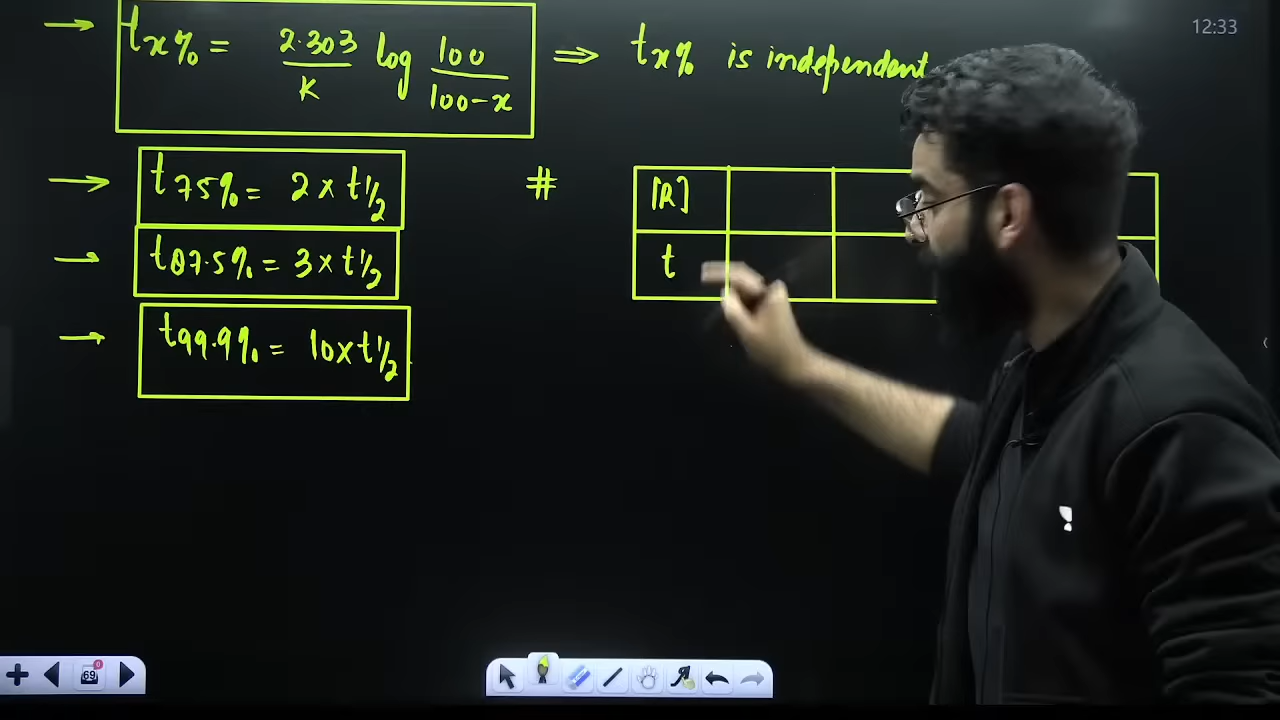 12:33
→ tx% = 2.303/K log 100/100-x ⇒ tx% is independent
→ t75% = 2 x t1/2
→ t87.5% = 3 x t1/2
→ t99.9% = 10 x t1/2
#
[R]
t
69